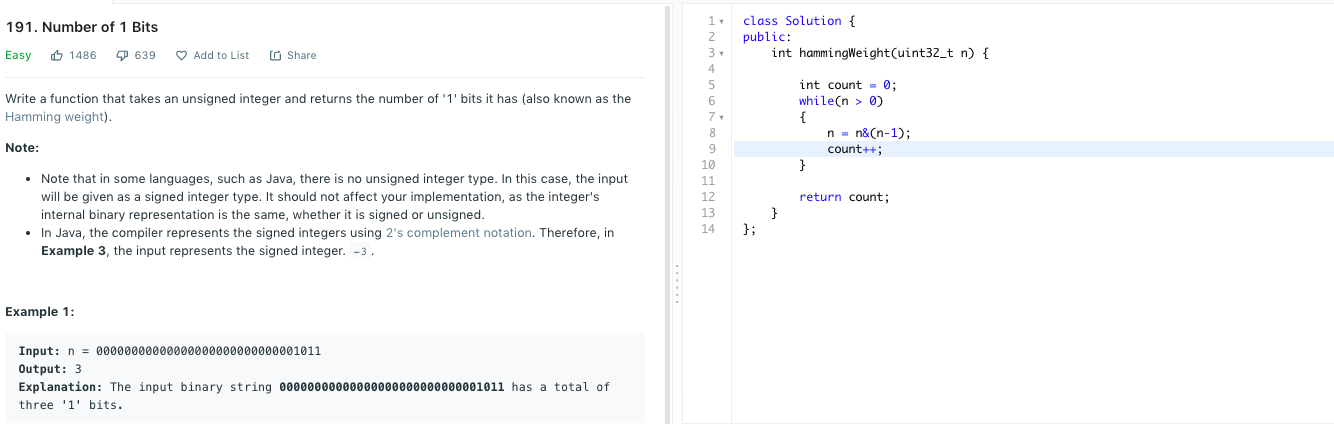 191. Number of 1 Bits
Easy 1486 639 Add to List Share
Write a function that takes an unsigned integer and returns the number of '1' bits it has (also known as the
Hamming weight).
Note:
• Note that in some languages, such as Java, there is no unsigned integer type. In this case, the input
will be given as a signed integer type. It should not affect your implementation, as the integer's
internal binary representation is the same, whether it is signed or unsigned.
• In Java, the compiler represents the signed integers using 2's complement notation. Therefore, in
Example 3, the input represents the signed integer. -3.
Example 1:
Input: n = 00000000000000000000000000001011
Output: 3
Explanation: The input binary string 00000000000000000000000000001011 has a total of
three '1' bits.
1 class Solution {
2 public:
3     int hammingWeight(uint32_t n) {
4
5         int count = 0;
6         while(n > 0)
7         {
8             n = n&(n-1);
9             count++;
10         }
11
12         return count;
13     }
14 };